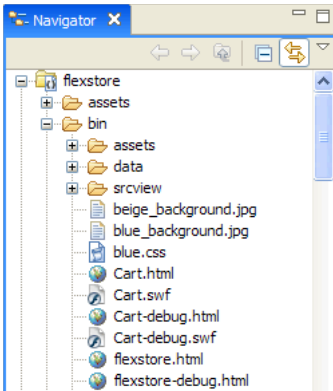 Navigator
flexstore
assets
bin
assets
data
srcview
beige_background.jpg
blue_background.jpg
blue.css
Cart.html
Cart.swf
Cart-debug.html
Cart-debug.swf
flexstore.html
flexstore-debug.html